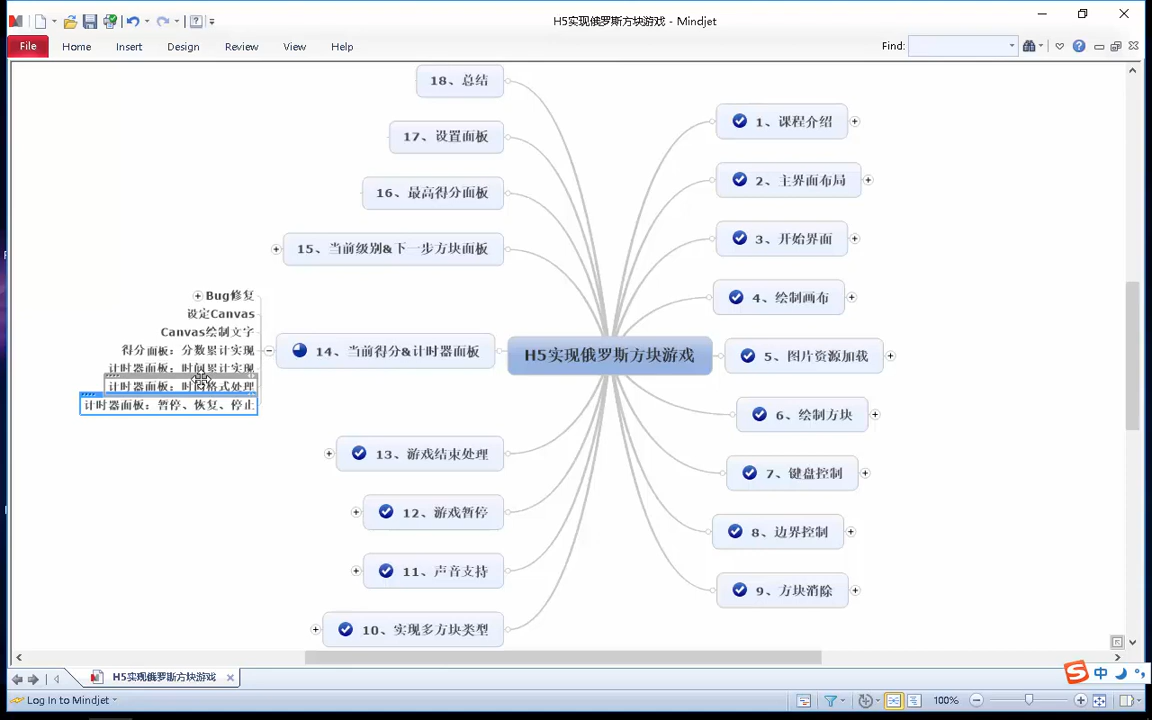 H5实现俄罗斯方块游戏 - Mindjet
File Home Insert Design Review View Help
Find:
18、总结
17、设置面板
16、最高得分面板
15、当前级别&下一步方块面板
Bug修复
设定Canvas
Canvas绘制文字
得分面板：分数累计实现
计时器面板：时间累计实现
计时器面板：时间格式处理
计时器面板：暂停、恢复、停止
14、当前得分&计时器面板
13、游戏结束处理
12、游戏暂停
11、声音支持
10、实现多方块类型
H5实现俄罗斯方块游戏
1、课程介绍
2、主界面布局
3、开始界面
4、绘制画布
5、图片资源加载
6、绘制方块
7、键盘控制
8、边界控制
9、方块消除
H5实现俄罗斯方块游戏
中
Log In to Mindjet
100%